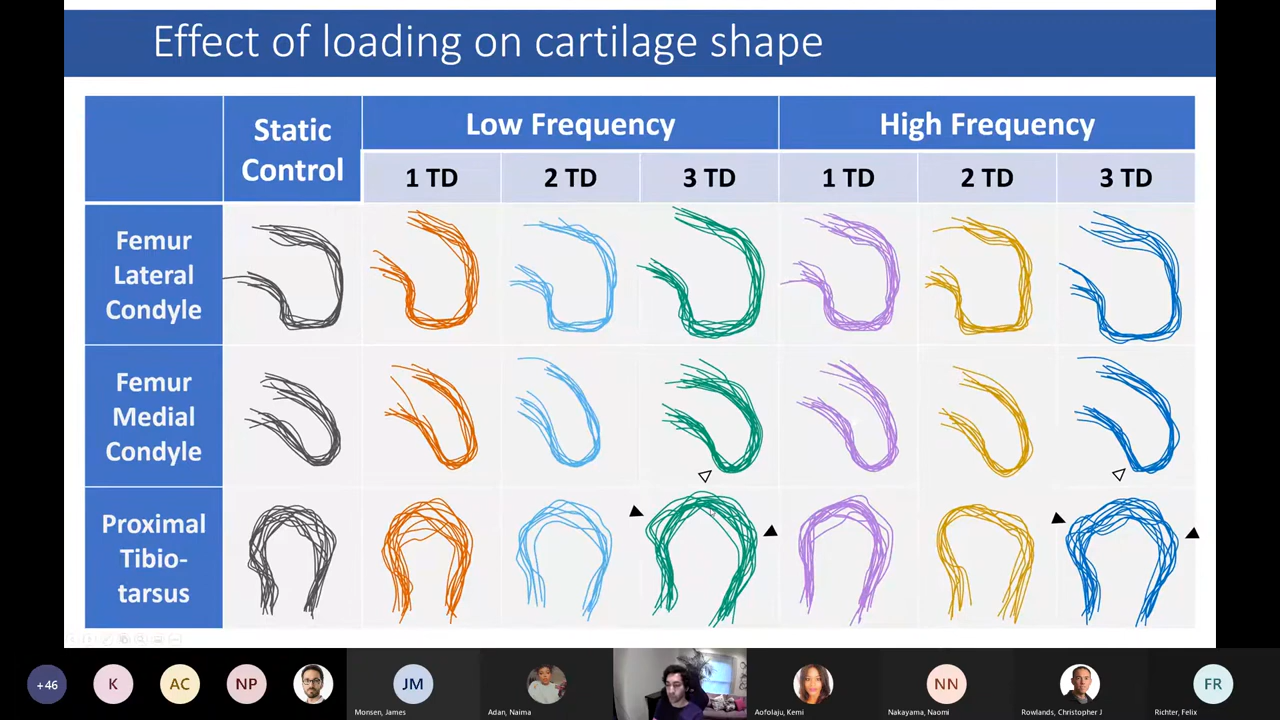 Effect of loading on cartilage shape
Static
Control
Low Frequency
High Frequency
1 TD
2 TD
3 TD
1 TD
2 TD
3 TD
Femur
Lateral
Condyle
Femur
Medial
Condyle
Proximal
Tibio-
tarsus
+46
K
AC
NP
JM
NN
FR
Monsen, James
Adan, Naima
Aofolaju, Kemi
Nakayama, Naomi
Rowlands, Christopher J
Richter, Felix